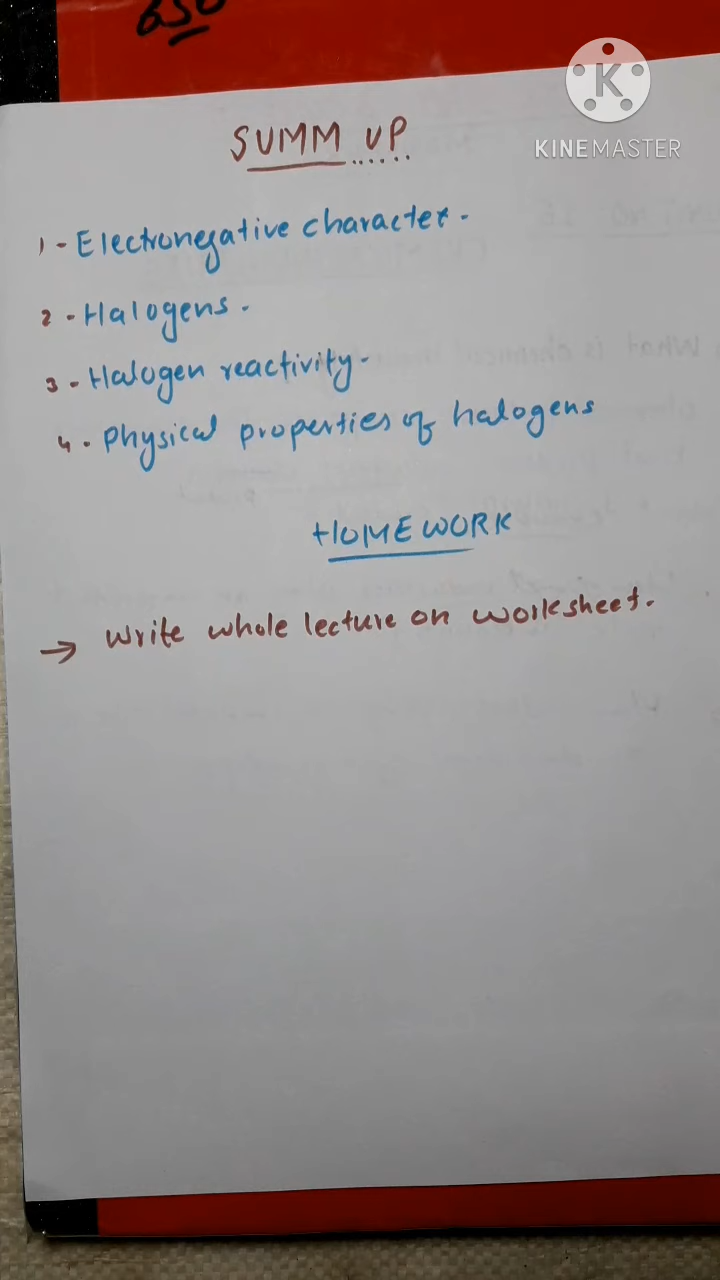 650
KINEMASTER
SUMM UP
1- Electronegative character.
2 - Halogens.
3 - Halogen reactivity.
4 - Physical properties of halogens
HOMEWORK
→ Write whole lecture on worksheet.